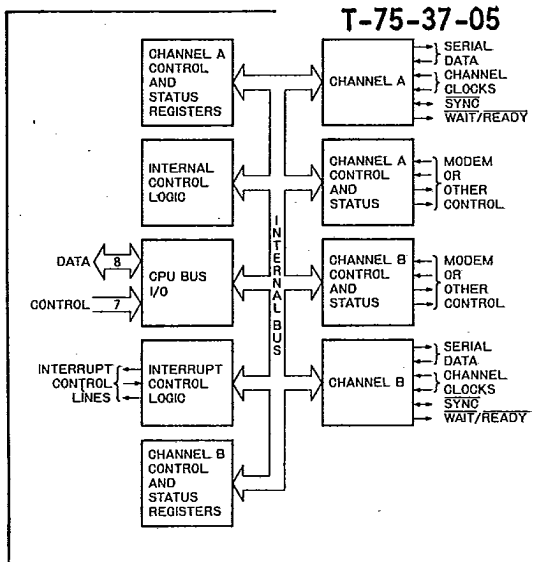 T-75-37-05
CHANNEL A
CONTROL
AND
STATUS
REGISTERS
INTERNAL
CONTROL
LOGIC
DATA
8
CPU BUS
I/O
CONTROL
7
INTERRUPT
CONTROL
LINES
INTERRUPT
CONTROL
LOGIC
CHANNEL B
CONTROL
AND
STATUS
REGISTERS
INTERNAL BUS
CHANNEL A
SERIAL
DATA
CHANNEL
CLOCKS
SYNC
WAIT/READY
CHANNEL A
CONTROL
AND
STATUS
MODEM
OR
OTHER
CONTROL
CHANNEL B
CONTROL
AND
STATUS
MODEM
OR
OTHER
CONTROL
CHANNEL B
SERIAL
DATA
CHANNEL
CLOCKS
SYNC
WAIT/READY